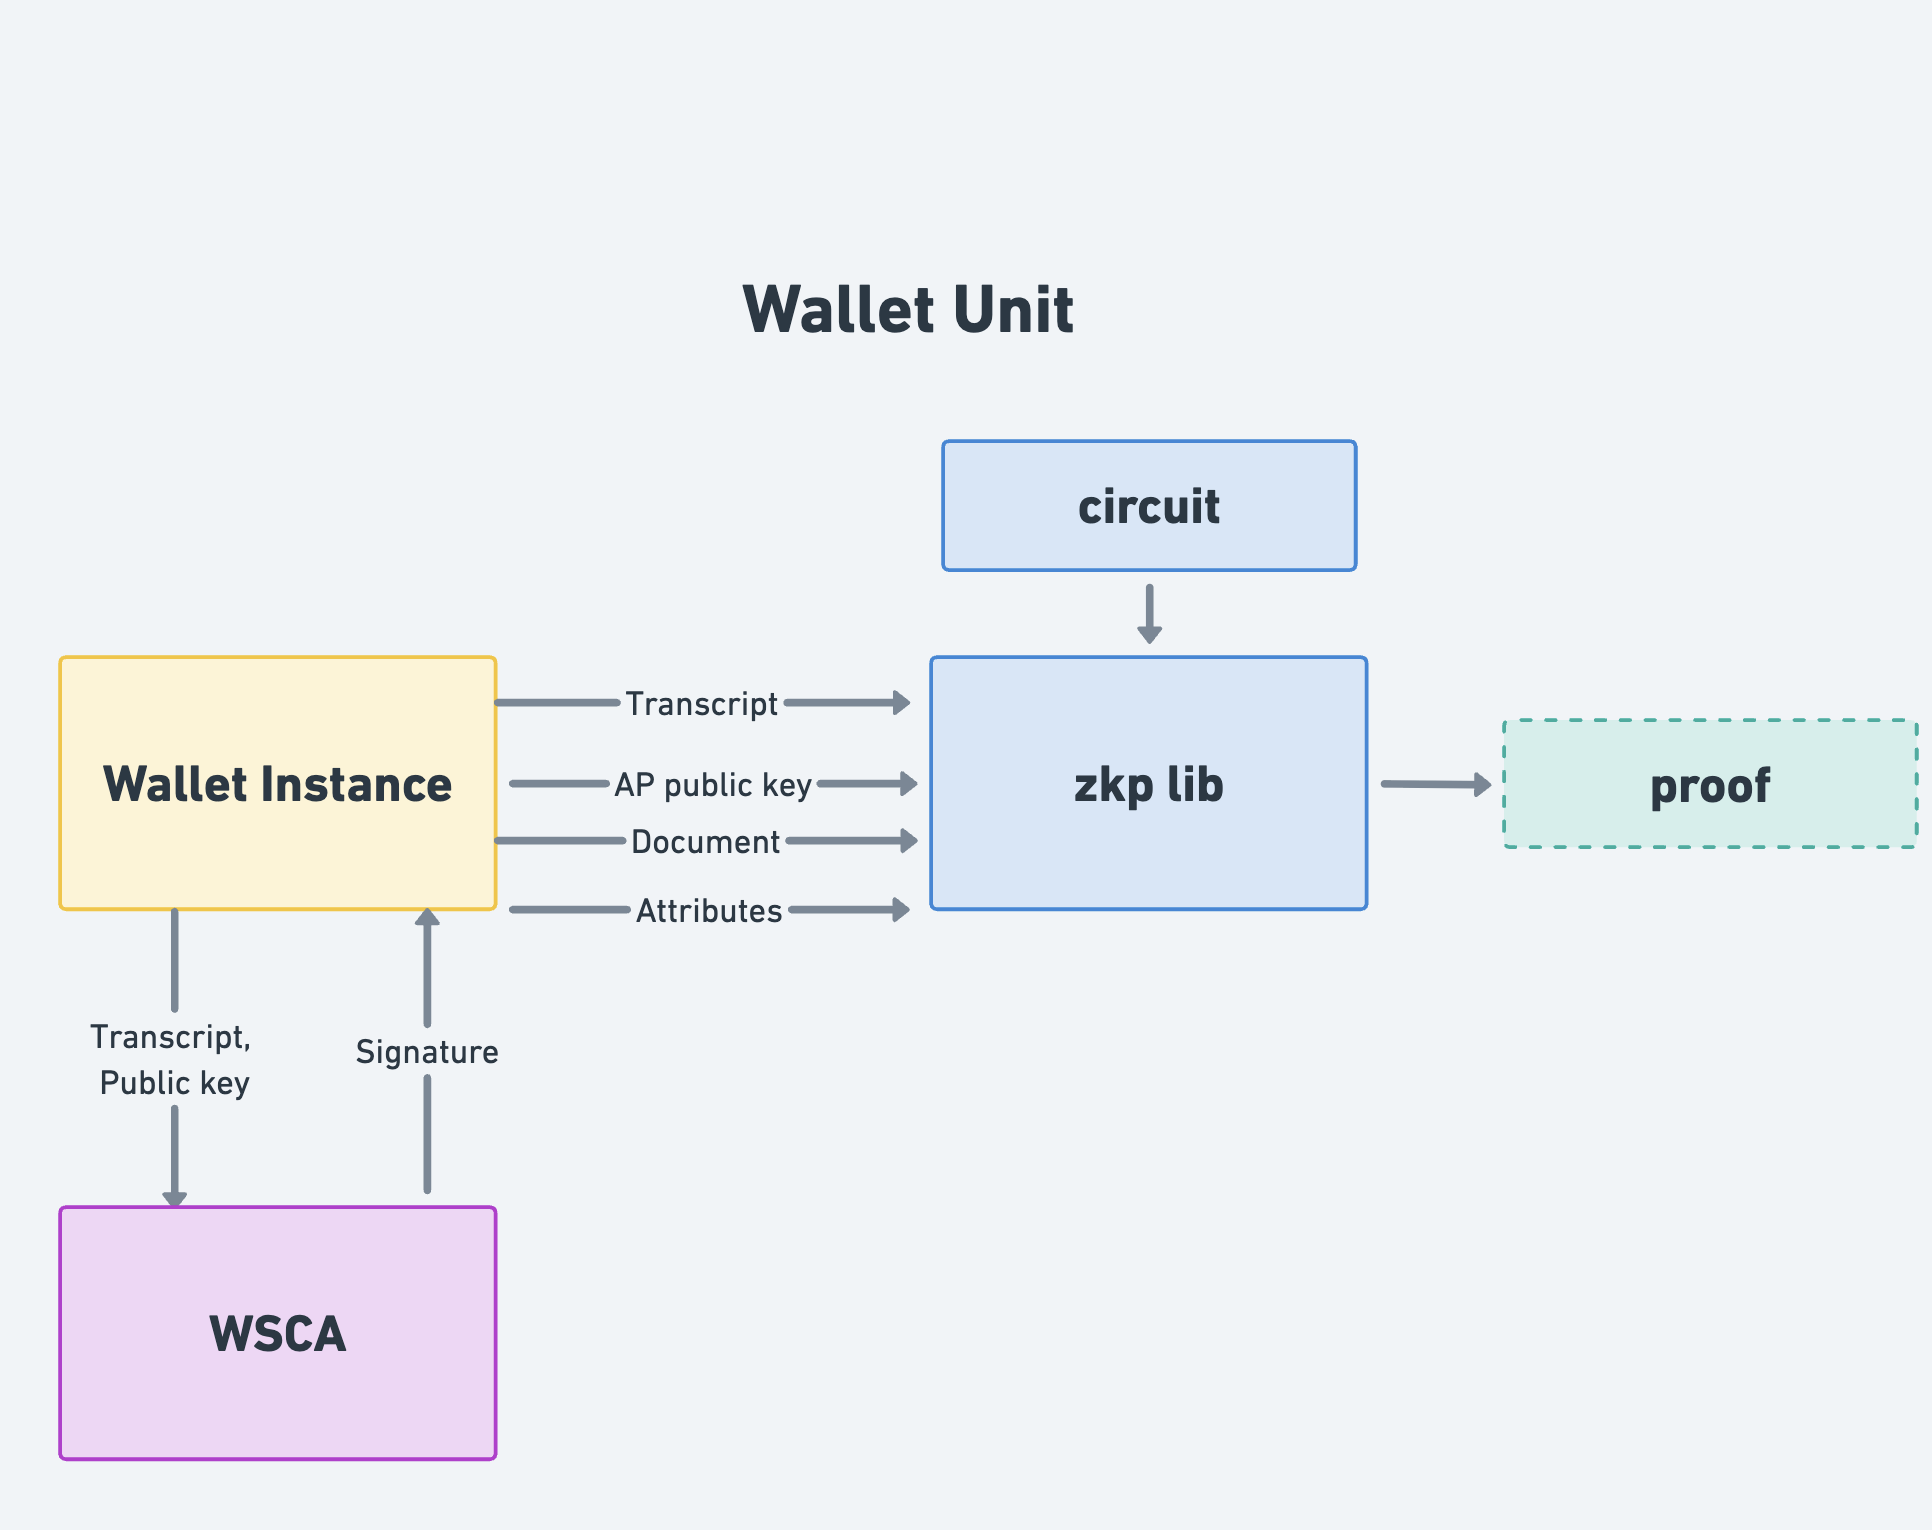 Wallet Unit
circuit
Transcript
Wallet Instance
AP public key
zkp lib
proof
Document
Attributes
Transcript,
Public key
Signature
WSCA